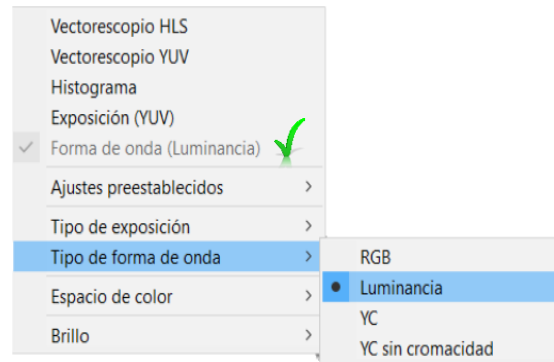 Vectorescopio HLS
Vectorescopio YUV
Histograma
Exposición (YUV)
Forma de onda (Luminancia)
Ajustes preestablecidos
Tipo de exposición
Tipo de forma de onda
Espacio de color
Brillo
RGB
Luminancia
YC
YC sin cromacidad